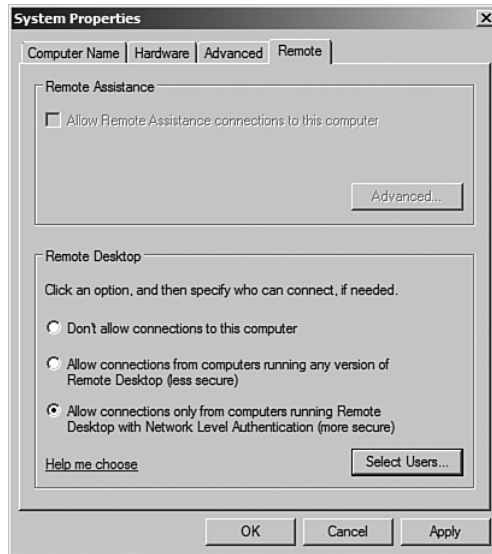 System Properties
Computer Name
Hardware
Advanced
Remote
Remote Assistance
Allow Remote Assistance connections to this computer
Advanced...
Remote Desktop
Click an option, and then specify who can connect, if needed.
Don't allow connections to this computer
Allow connections from computers running any version of
Remote Desktop (less secure)
Allow connections only from computers running Remote
Desktop with Network Level Authentication (more secure)
Help me choose
Select Users...
OK
Cancel
Apply